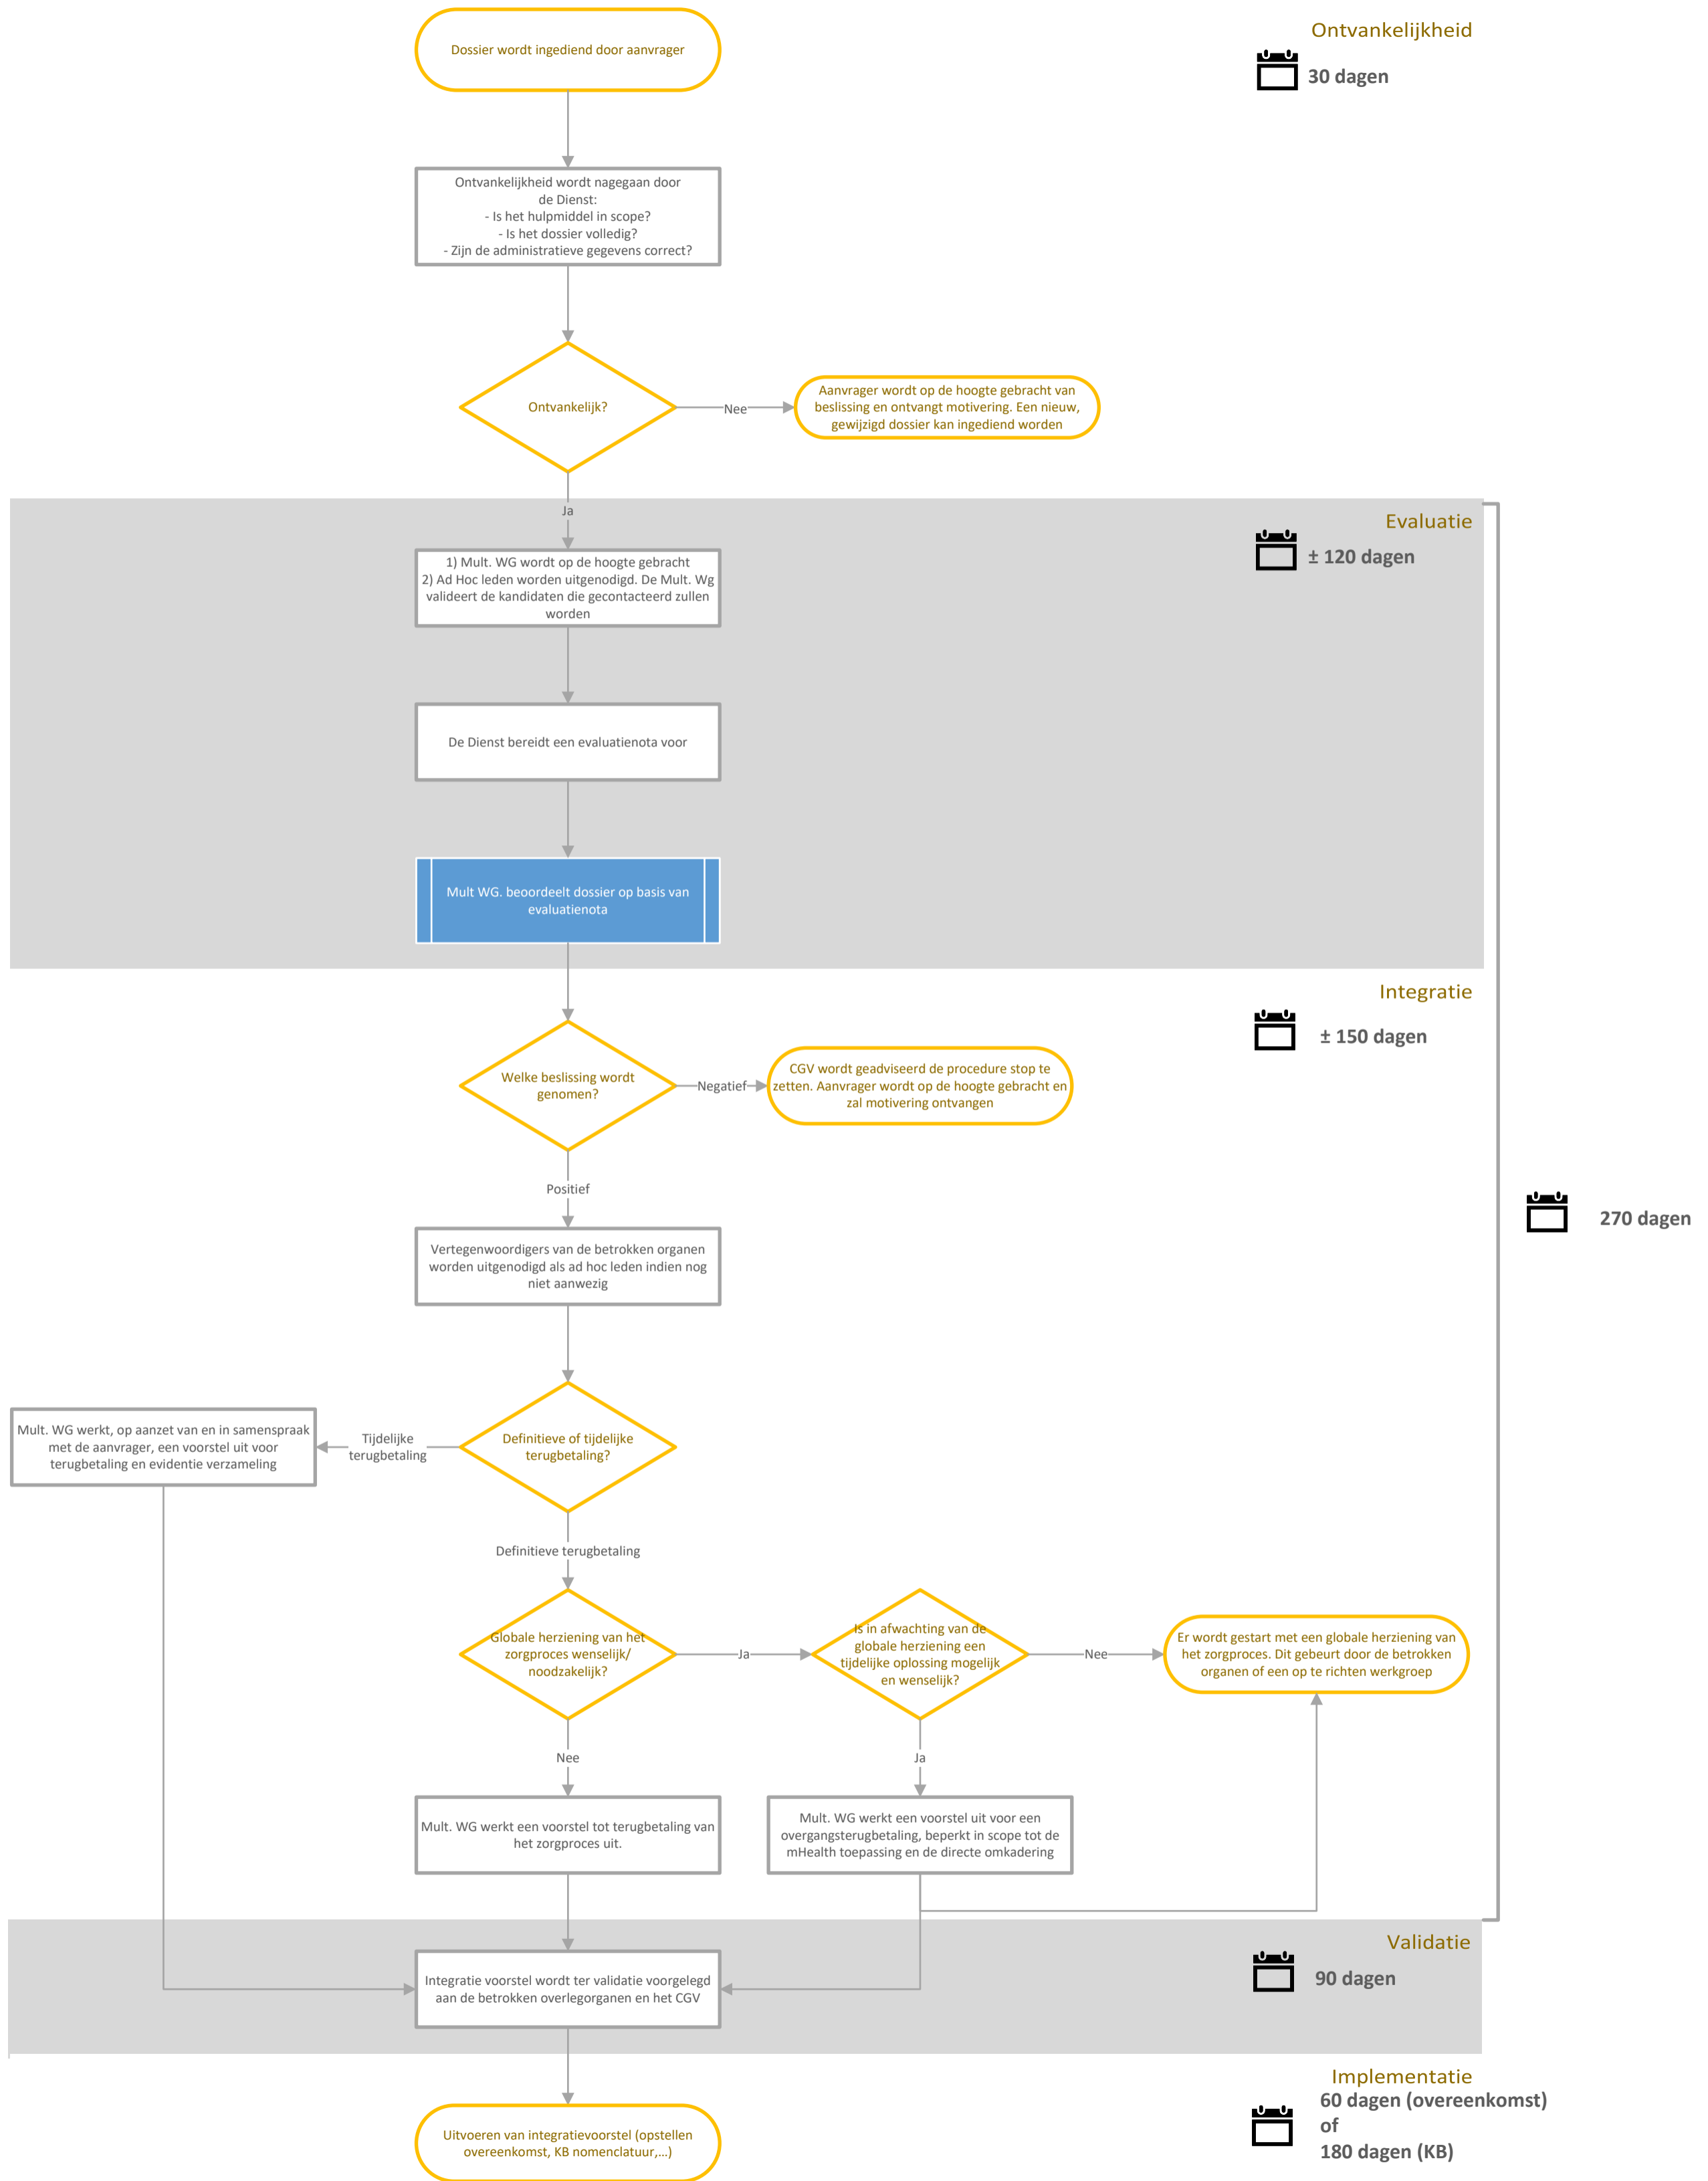 Ontvankelijkheid
30 dagen
Dossier wordt ingediend door aanvrager
Ontvankelijkheid wordt nagegaan door
de Dienst:
- Is het hulpmiddel in scope?
- Is het dossier volledig?
- Zijn de administratieve gegevens correct?
Ontvankelijk?
Nee
Aanvrager wordt op de hoogte gebracht van
beslissing en ontvangt motivering. Een nieuw,
gewijzigd dossier kan ingediend worden
Ja
Evaluatie
± 120 dagen
1) Mult. WG wordt op de hoogte gebracht
2) Ad Hoc leden worden uitgenodigd. De Mult. Wg
valideert de kandidaten die gecontacteerd zullen
worden
De Dienst bereidt een evaluatienota voor
Mult WG. beoordeelt dossier op basis van
evaluatienota
Integratie
± 150 dagen
Welke beslissing wordt
genomen?
Negatief
CGV wordt geadviseerd de procedure stop te
zetten. Aanvrager wordt op de hoogte gebracht en
zal motivering ontvangen
Positief
270 dagen
Vertegenwoordigers van de betrokken organen
worden uitgenodigd als ad hoc leden indien nog
niet aanwezig
Definitieve of tijdelijke
terugbetaling?
Tijdelijke
terugbetaling
Mult. WG werkt, op aanzet van en in samenspraak
met de aanvrager, een voorstel uit voor
terugbetaling en evidentie verzameling
Definitieve terugbetaling
Globale herziening van het
zorgproces wenselijk/
noodzakelijk?
Ja
Is in afwachting van de
globale herziening een
tijdelijke oplossing mogelijk
en wenselijk?
Nee
Er wordt gestart met een globale herziening van
het zorgproces. Dit gebeurt door de betrokken
organen of een op te richten werkgroep
Nee
Ja
Mult. WG werkt een voorstel tot terugbetaling van
het zorgproces uit.
Mult. WG werkt een voorstel uit voor een
overgangsterugbetaling, beperkt in scope tot de
mHealth toepassing en de directe omkadering
Validatie
90 dagen
Integratie voorstel wordt ter validatie voorgelegd
aan de betrokken overlegorganen en het CGV
Implementatie
60 dagen (overeenkomst)
of
180 dagen (KB)
Uitvoeren van integratievoorstel (opstellen
overeenkomst, KB nomenclatuur,...)